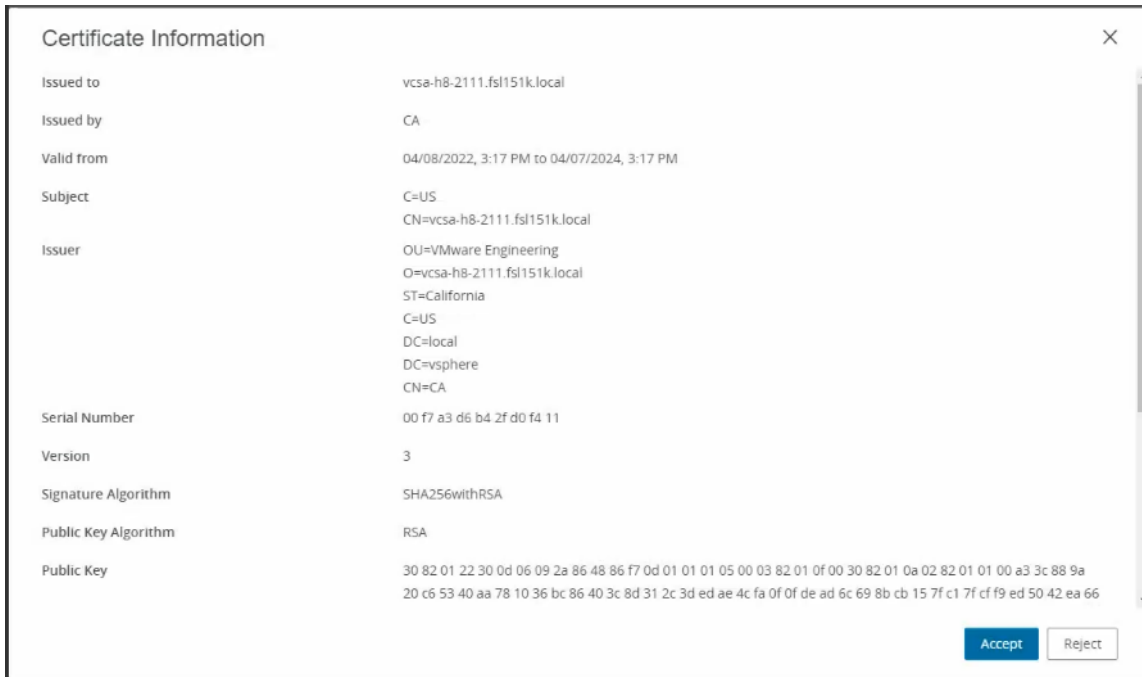 Certificate Information
Issued to vcsa-h8-2111.fsl151k.local
Issued by CA
Valid from 04/08/2022, 3:17 PM to 04/07/2024, 3:17 PM
Subject C=US
CN=vcsa-h8-2111.fsl151k.local
Issuer OU=VMware Engineering
O=vcsa-h8-2111.fsl151k.local
ST=California
C=US
DC=local
DC=vsphere
CN=CA
Serial Number 00 f7 a3 d6 b4 2f d0 f4 11
Version 3
Signature Algorithm SHA256withRSA
Public Key Algorithm RSA
Public Key 30 82 01 22 30 0d 06 09 2a 86 48 86 f7 0d 01 01 01 05 00 03 82 01 0f 00 30 82 01 0a 02 82 01 01 00 a3 3c 88 9a
20 c6 53 40 aa 78 10 36 bc 86 40 3c 8d 31 2c 3d ed ae 4c fa 0f 0f de ad 6c 69 8b cb 15 7f c1 7f cf f9 ed 50 42 ea 66
Accept Reject